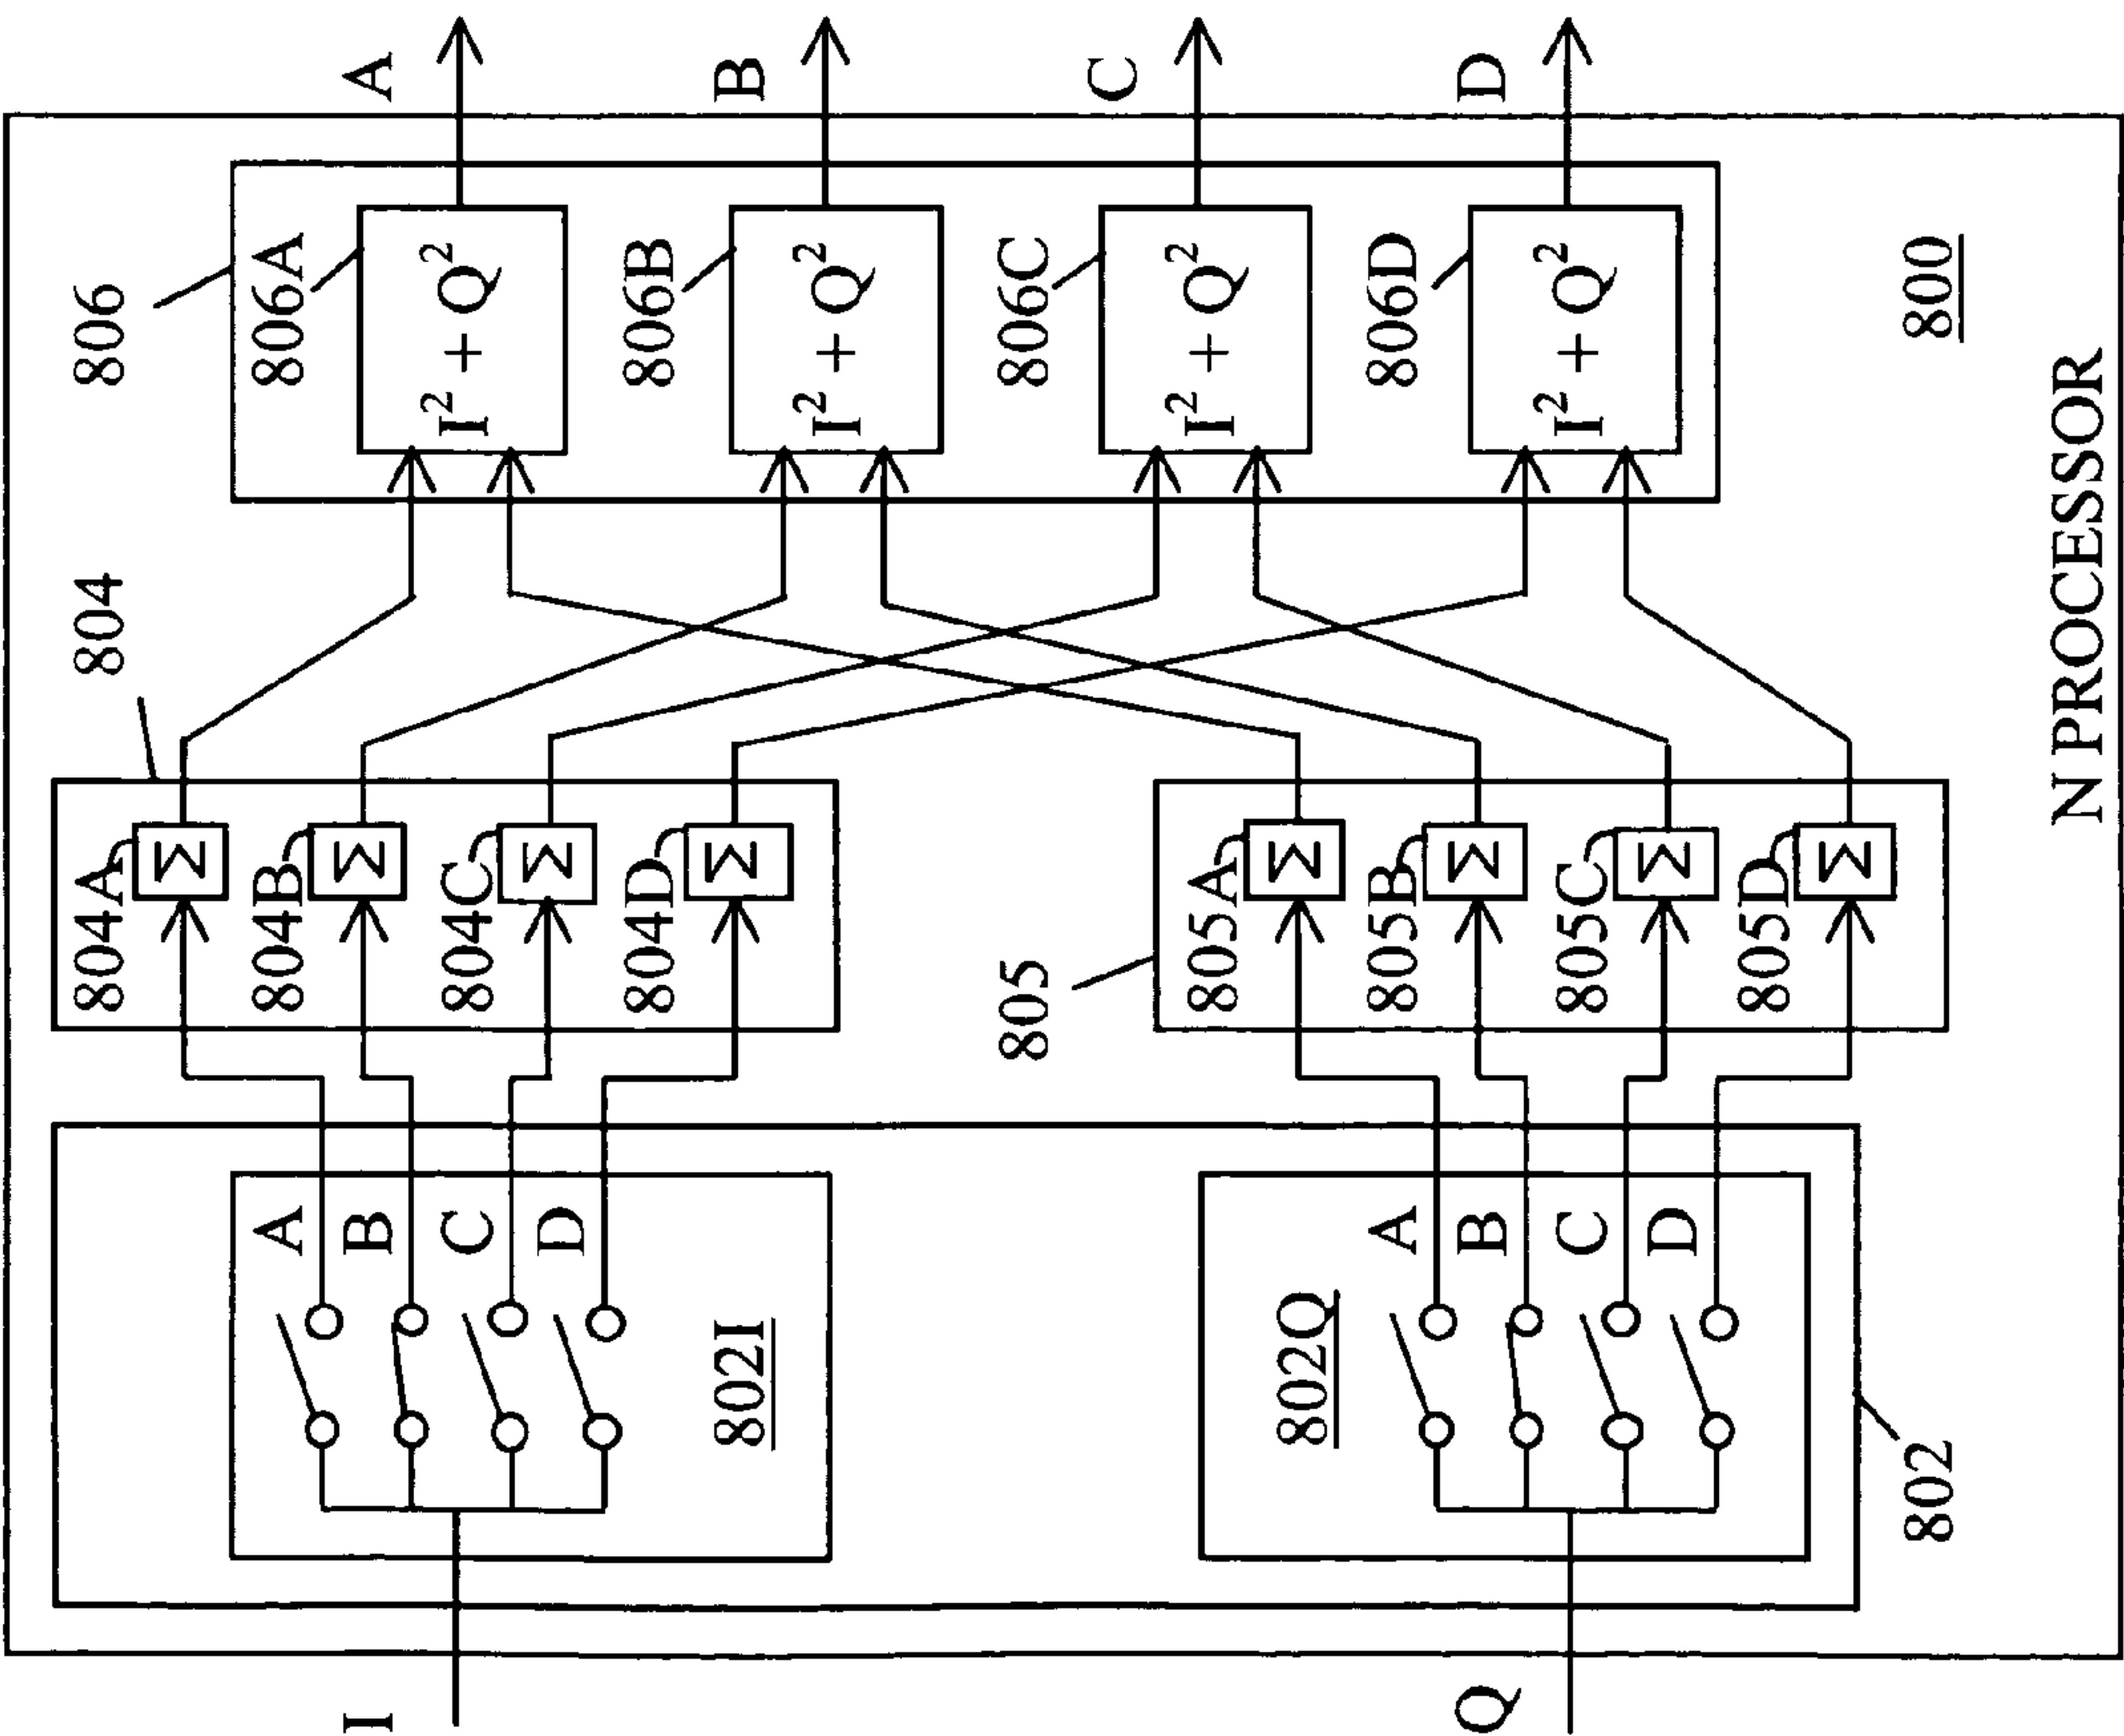 I
Q
802
802I
A
B
C
D
802Q
A
B
C
D
804
804A
Σ
804B
Σ
804C
Σ
804D
Σ
805
805A
Σ
805B
Σ
805C
Σ
805D
Σ
806
806A
I² + Q²
806B
I² + Q²
806C
I² + Q²
806D
I² + Q²
A
B
C
D
800
N PROCESSOR